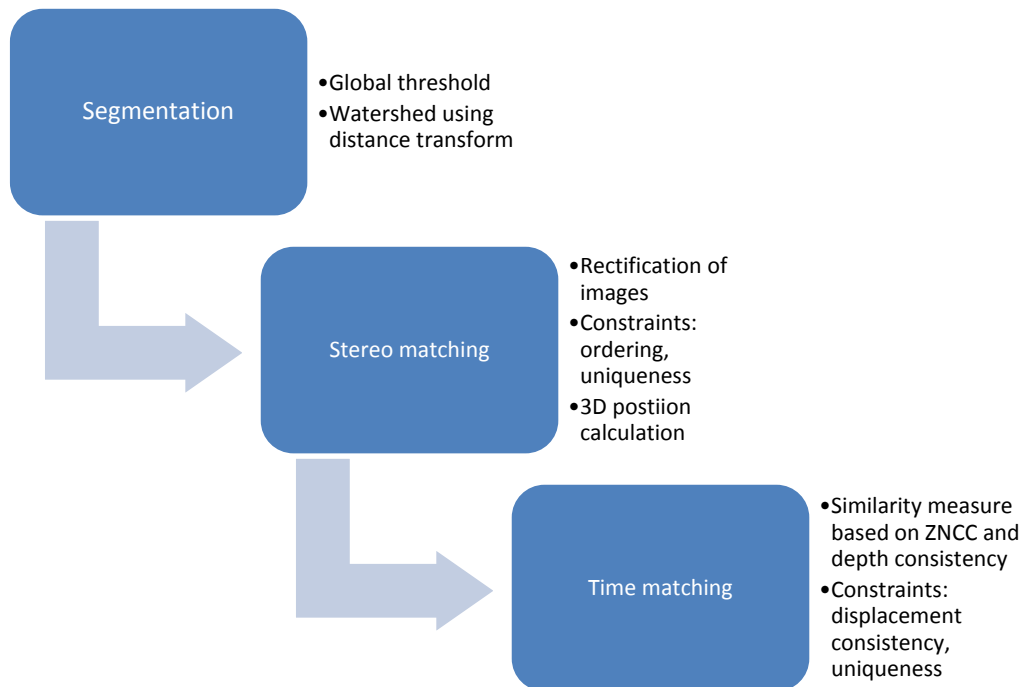 Segmentation
•Global threshold
•Watershed using
distance transform
Stereo matching
•Rectification of
images
•Constraints:
ordering,
uniqueness
•3D postiion
calculation
Time matching
•Similarity measure
based on ZNCC and
depth consistency
•Constraints:
displacement
consistency,
uniqueness